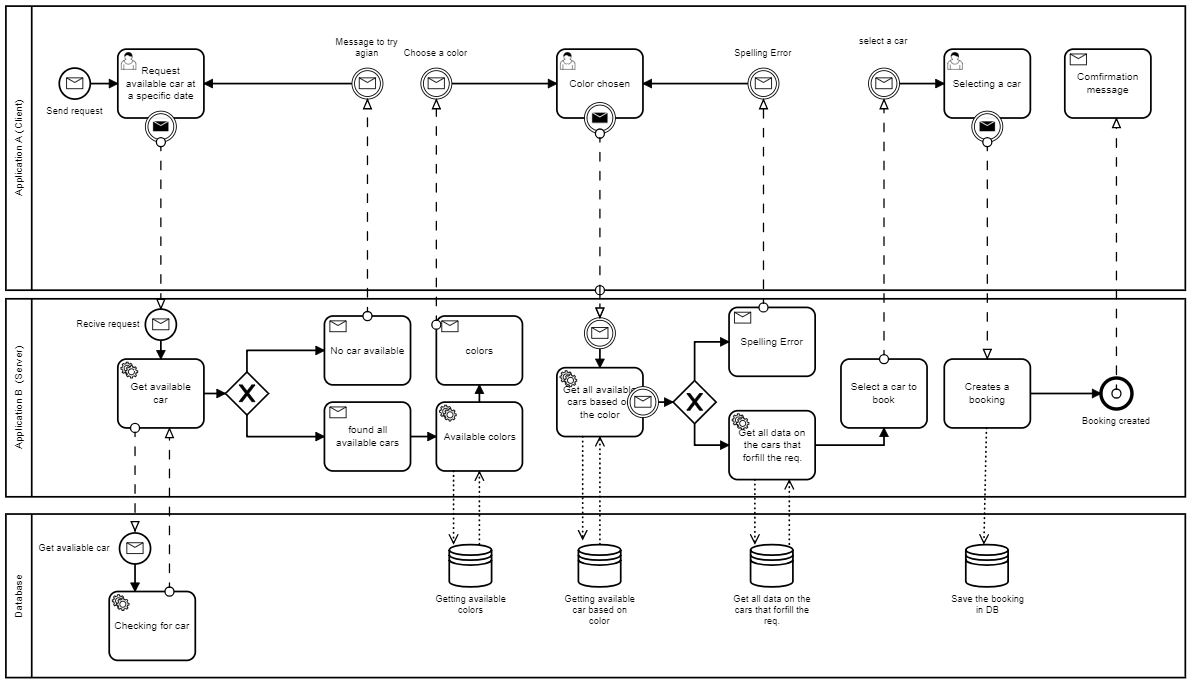 Application A (Client)
Send request
Request
available car at
a specific date
Message to try
agian
Choose a color
Color chosen
Spelling Error
select a car
Selecting a car
Comfirmation
message
Application B  (Server)
Recive request
Get available
car
No car available
found all
available cars
colors
Available colors
Get all available
cars based on
the color
Spelling Error
Get all data on
the cars that
forfill the req.
Select a car to
book
Creates a
booking
Booking created
Database
Get avaliable car
Checking for car
Getting available
colors
Getting available
car based on
color
Get all data on the
cars that forfill the
req.
Save the booking
in DB